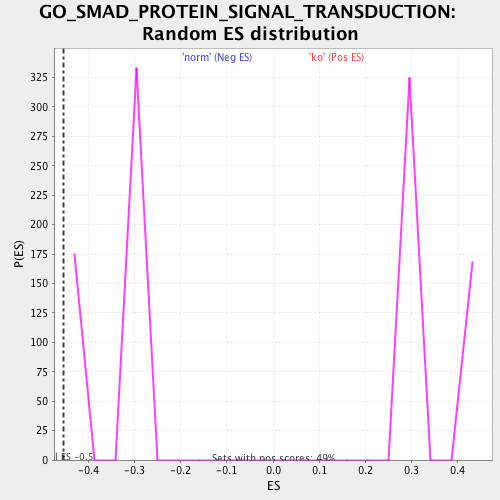 GO_SMAD_PROTEIN_SIGNAL_TRANSDUCTION:
Random ES distribution
'norm' (Neg ES) 'ko' (Pos ES)
325
300
275
250
225
200
175
150
125
100
75
50
25
0
P(ES)
ES -0.5
Sets with pos scores: 49%
-0.4 -0.3 -0.2 -0.1 0.0 0.1 0.2 0.3 0.4
ES